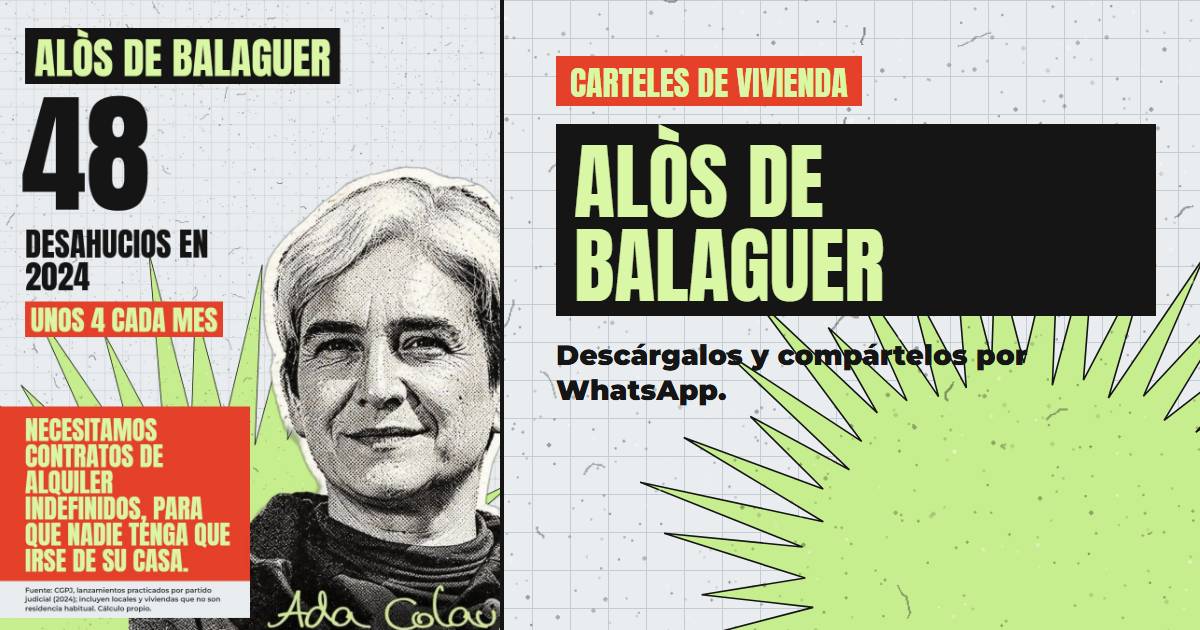 ALÒS DE BALAGUER
48
DESAHUCIOS EN
2024
UNOS 4 CADA MES
NECESITAMOS
CONTRATOS DE
ALQUILER
INDEFINIDOS, PARA
QUE NADIE TENGA QUE
IRSE DE SU CASA.
Fuente: CGPJ, lanzamientos practicados por partido
judicial (2024); incluyen locales y viviendas que no son
residencia habitual. Cálculo propio.
Ada Colau
CARTELES DE VIVIENDA
ALÒS DE
BALAGUER
Descárgalos y compártelos por
WhatsApp.